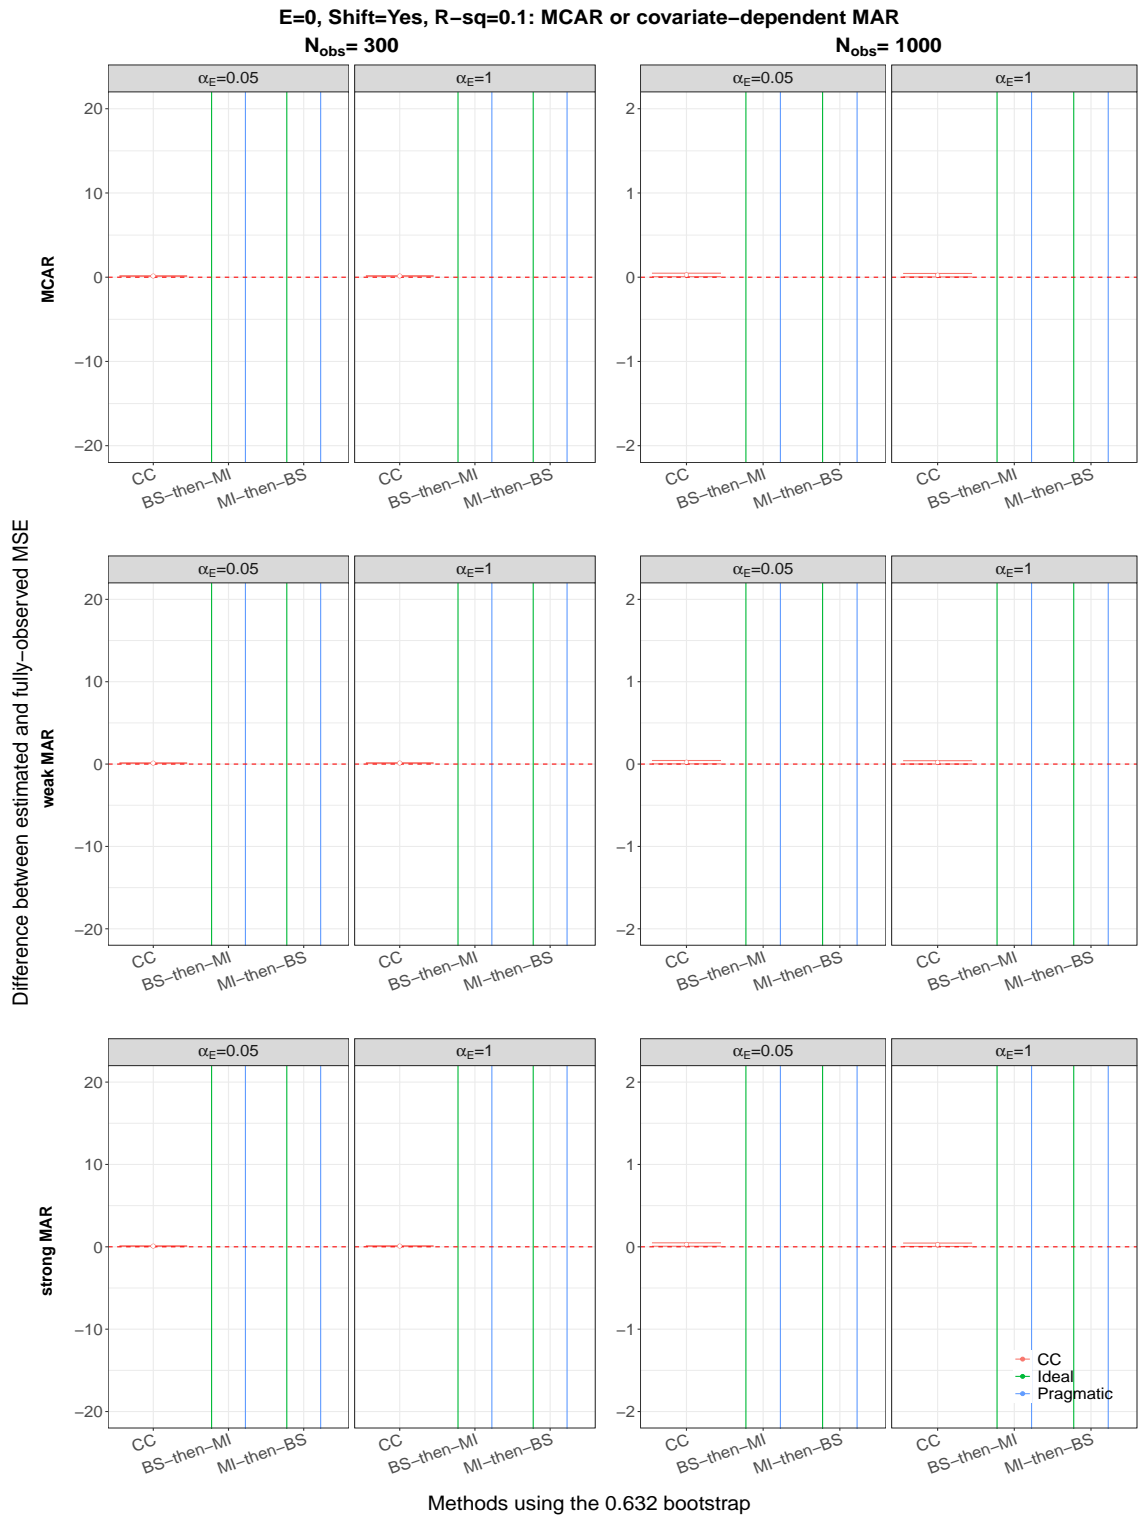 E=0, Shift=Yes, R−sq=0.1: MCAR or covariate−dependent MAR
Nobs= 300
Nobs= 1000
αE=0.05
αE=1
αE=0.05
αE=1
MCAR
20
10
0
−10
−20
2
1
0
−1
−2
CC
BS−then−MI
MI−then−BS
CC
BS−then−MI
MI−then−BS
CC
BS−then−MI
MI−then−BS
CC
BS−then−MI
MI−then−BS
Difference between estimated and fully−observed MSE
αE=0.05
αE=1
αE=0.05
αE=1
weak MAR
20
10
0
−10
−20
2
1
0
−1
−2
CC
BS−then−MI
MI−then−BS
CC
BS−then−MI
MI−then−BS
CC
BS−then−MI
MI−then−BS
CC
BS−then−MI
MI−then−BS
αE=0.05
αE=1
αE=0.05
αE=1
strong MAR
20
10
0
−10
−20
2
1
0
−1
−2
CC
Ideal
Pragmatic
CC
BS−then−MI
MI−then−BS
CC
BS−then−MI
MI−then−BS
CC
BS−then−MI
MI−then−BS
CC
BS−then−MI
MI−then−BS
Methods using the 0.632 bootstrap